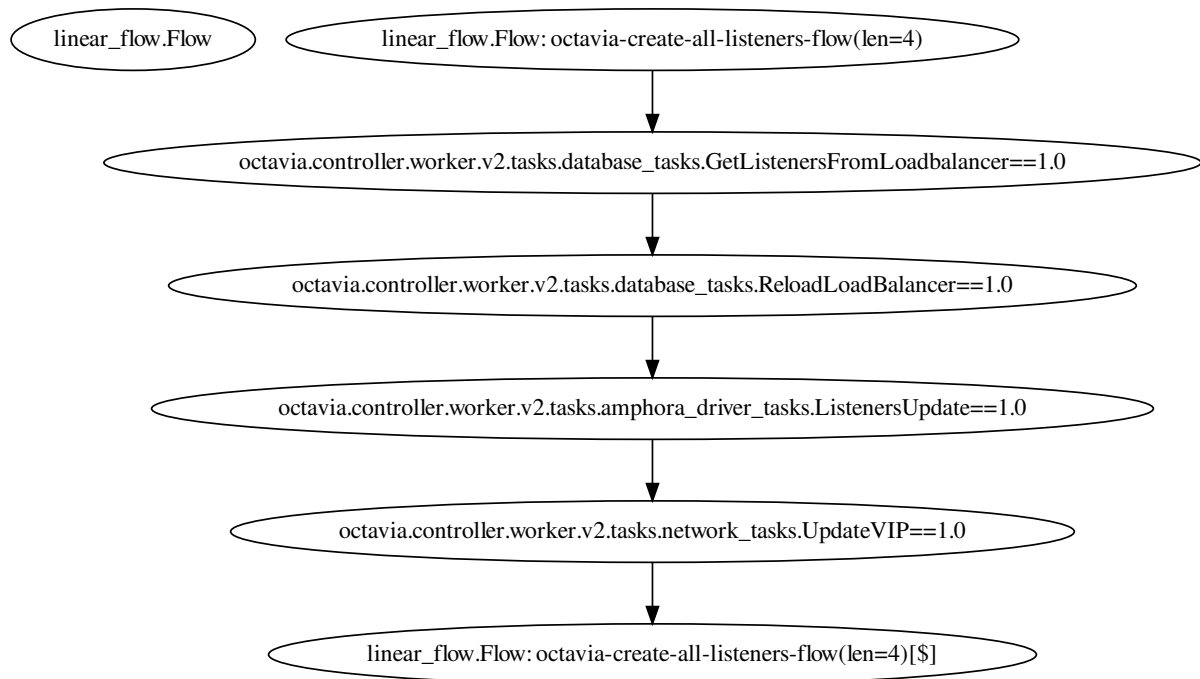 linear_flow.Flow
linear_flow.Flow: octavia-create-all-listeners-flow(len=4)
octavia.controller.worker.v2.tasks.database_tasks.GetListenersFromLoadbalancer==1.0
octavia.controller.worker.v2.tasks.database_tasks.ReloadLoadBalancer==1.0
octavia.controller.worker.v2.tasks.amphora_driver_tasks.ListenersUpdate==1.0
octavia.controller.worker.v2.tasks.network_tasks.UpdateVIP==1.0
linear_flow.Flow: octavia-create-all-listeners-flow(len=4)[$]